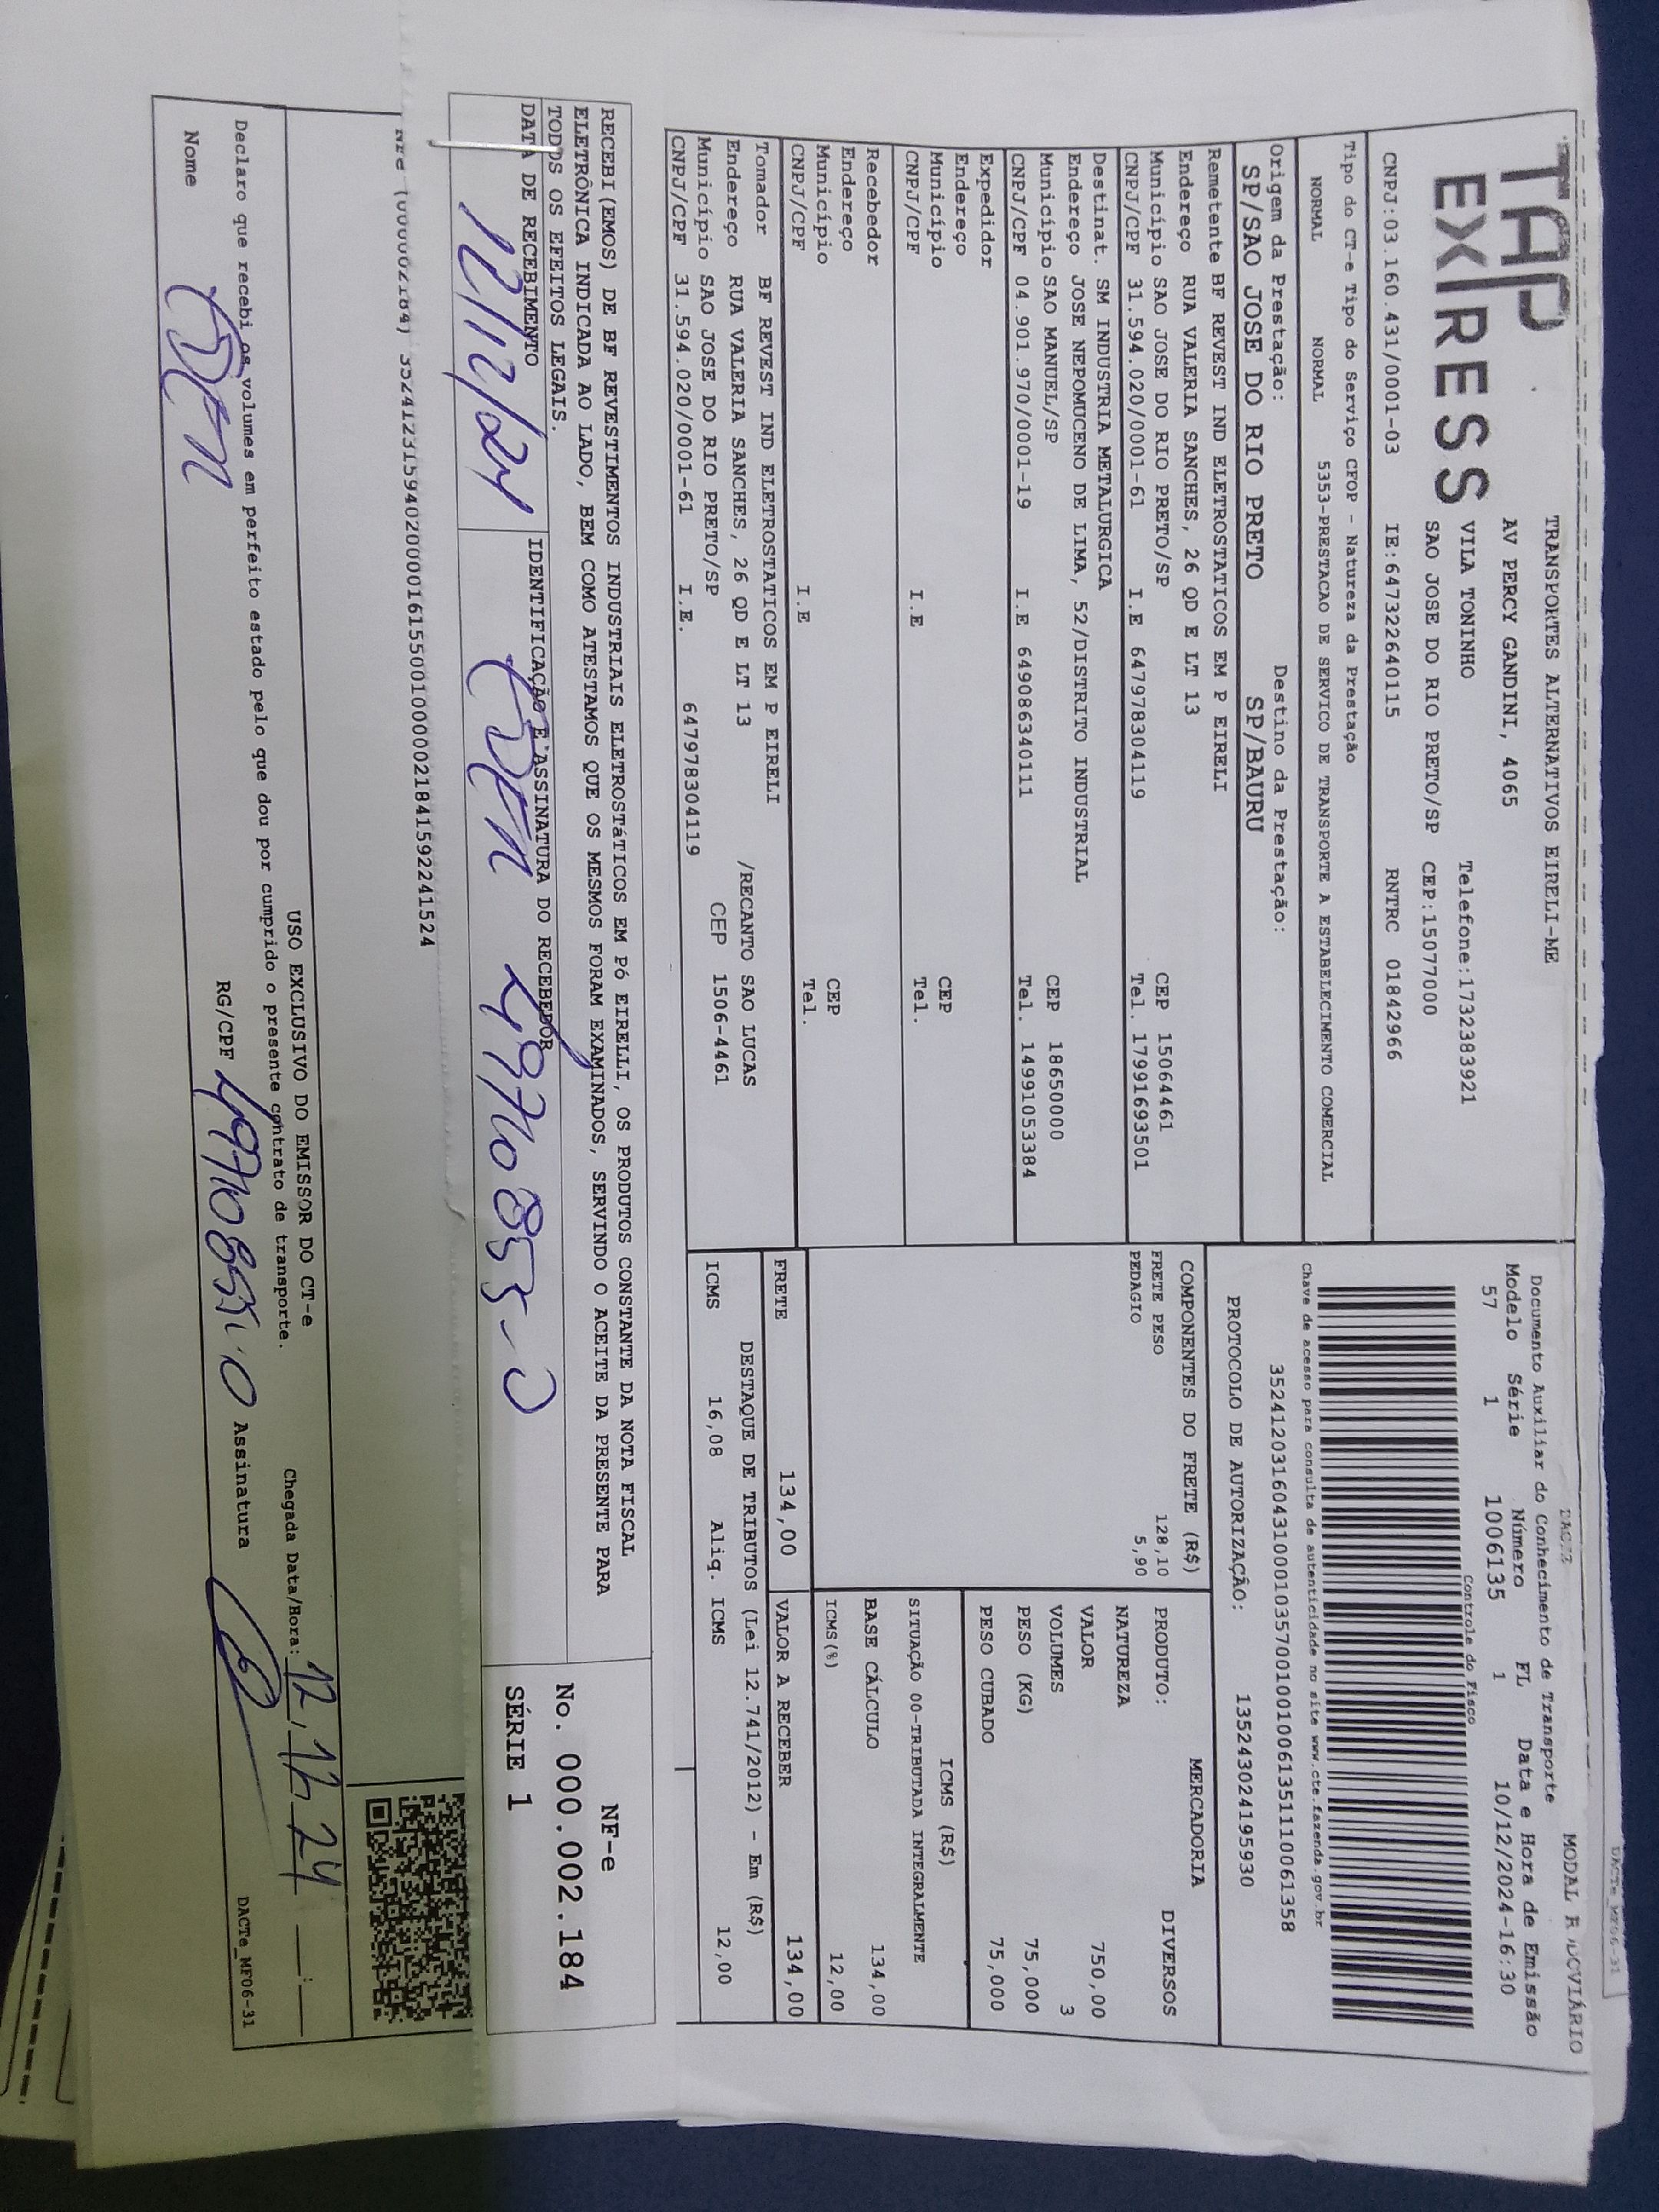 DACTe_MF06-31
TAP
EXPRESS
TRANSPORTES ALTERNATIVOS EIRELI-ME
AV PERCY GANDINI, 4065
VILA TONINHO Telefone:1732383921
SAO JOSE DO RIO PRETO/SP CEP:15077000
CNPJ:03.160.431/0001-03 IE:647322640115 RNTRC 01842966
Tipo do CT-e Tipo do Serviço CFOP - Natureza da Prestação
NORMAL NORMAL 5353-PRESTACAO DE SERVICO DE TRANSPORTE A ESTABELECIMENTO COMERCIAL
Origem da Prestação: Destino da Prestação:
SP/SAO JOSE DO RIO PRETO SP/BAURU
Remetente BF REVEST IND ELETROSTATICOS EM P EIRELI
Endereço RUA VALERIA SANCHES, 26 QD E LT 13
Município SAO JOSE DO RIO PRETO/SP CEP 15064461
CNPJ/CPF 31.594.020/0001-61 I.E 647978304119 Tel. 17991693501
Destinat. SM INDUSTRIA METALURGICA
Endereço JOSE NEPOMUCENO DE LIMA, 52/DISTRITO INDUSTRIAL
Município SAO MANUEL/SP CEP 18650000
CNPJ/CPF 04.901.970/0001-19 I.E 649086340111 Tel. 14991053384
Expedidor
Endereço
Município CEP
CNPJ/CPF I.E Tel.
Recebedor
Endereço
Município CEP
CNPJ/CPF I.E Tel.
Tomador BF REVEST IND ELETROSTATICOS EM P EIRELI
Endereço RUA VALERIA SANCHES, 26 QD E LT 13 /RECANTO SAO LUCAS
Município SAO JOSE DO RIO PRETO/SP CEP 1506-4461
CNPJ/CPF 31.594.020/0001-61 I.E. 647978304119
DACTE MODAL RODOVIÁRIO
Documento Auxiliar do Conhecimento de Transporte
Modelo Série Número FL Data e Hora de Emissão
57 1 1006135 1 10/12/2024-16:30
Controle do Fisco
Chave de acesso para consulta de autenticidade no site www.cte.fazenda.gov.br
35241203160431000103570010010061351110061358
PROTOCOLO DE AUTORIZAÇÃO: 135243024195930
COMPONENTES DO FRETE (R$)
FRETE PESO 128,10
PEDAGIO 5,90
MERCADORIA
PRODUTO: DIVERSOS
NATUREZA
VALOR 750,00
VOLUMES 3
PESO (KG) 75,000
PESO CUBADO 75,000
ICMS (R$)
SITUAÇÃO 00-TRIBUTADA INTEGRALMENTE
BASE CÁLCULO 134,00
ICMS(%) 12,00
FRETE 134,00 VALOR A RECEBER 134,00
DESTAQUE DE TRIBUTOS (Lei 12.741/2012) - Em (R$)
ICMS 16,08 Aliq. ICMS 12,00
RECEBI (EMOS) DE BF REVESTIMENTOS INDUSTRIAIS ELETROSTÁTICOS EM PÓ EIRELLI, OS PRODUTOS CONSTANTE DA NOTA FISCAL
ELETRÔNICA INDICADA AO LADO, BEM COMO ATESTAMOS QUE OS MESMOS FORAM EXAMINADOS, SERVINDO O ACEITE DA PRESENTE PARA
TODOS OS EFEITOS LEGAIS.
DATA DE RECEBIMENTO IDENTIFICAÇÃO E ASSINATURA DO RECEBEDOR
12/12/24
NF-e
No. 000.002.184
SÉRIE 1
NFe (000002184) 35241231594020000161550010000021841592241524
USO EXCLUSIVO DO EMISSOR DO CT-e
Declaro que recebi os volumes em perfeito estado pelo que dou por cumprido o presente contrato de transporte.
Chegada Data/Hora: 12/12/24 __:__
Nome RG/CPF Assinatura
DACTe_MF06-31